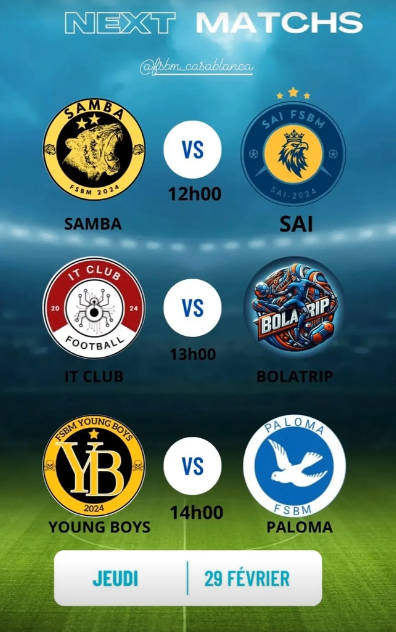 NEXT MATCHS
@fsbm_casablanca
SAMBA
FSBM 2024
VS
SAI FSBM
SAI-2024
12h00
SAMBA
SAI
IT CLUB
20 24
FOOTBALL
VS
BOLATRIP
13h00
IT CLUB
BOLATRIP
FSBM YOUNG BOYS
YB
2024
VS
PALOMA
FSBM
14h00
YOUNG BOYS
PALOMA
JEUDI
29 FÉVRIER